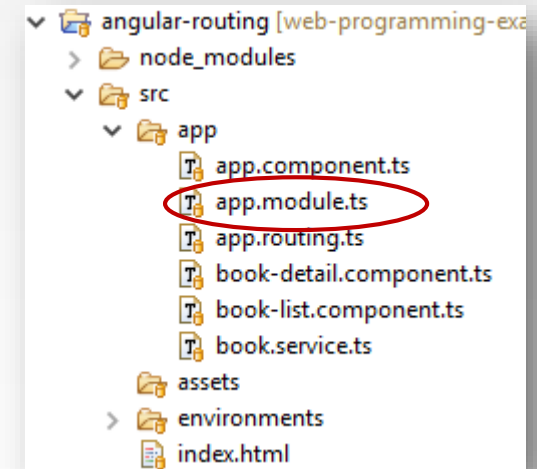 angular-routing [web-programming-exa
node_modules
src
app
app.component.ts
app.module.ts
app.routing.ts
book-detail.component.ts
book-list.component.ts
book.service.ts
assets
environments
index.html